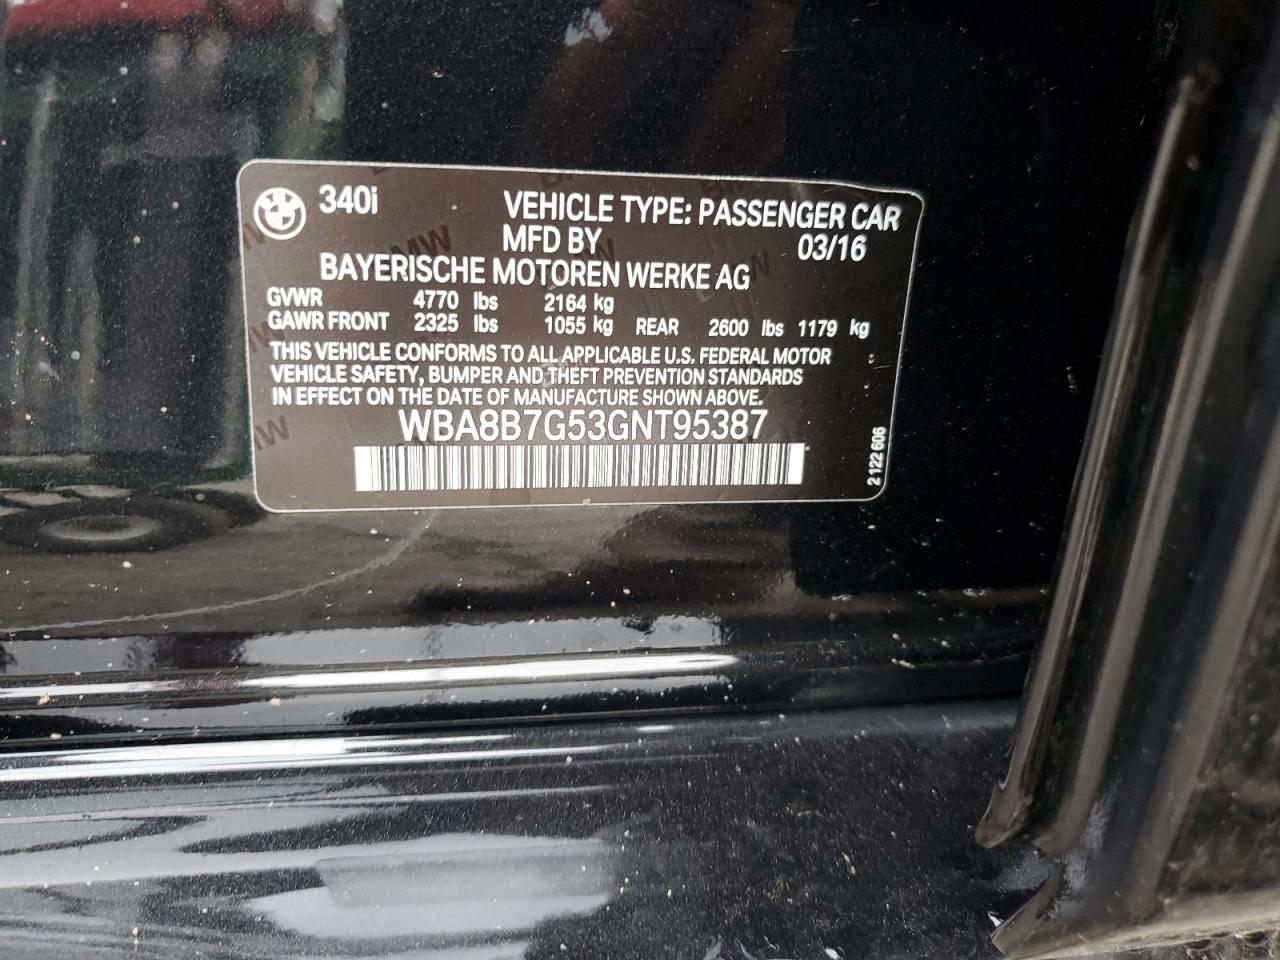 340i VEHICLE TYPE: PASSENGER CAR
MFD BY 03/16
BAYERISCHE MOTOREN WERKE AG
GVWR 4770 lbs 2164 kg
GAWR FRONT 2325 lbs 1055 kg REAR 2600 lbs 1179 kg
THIS VEHICLE CONFORMS TO ALL APPLICABLE U.S. FEDERAL MOTOR
VEHICLE SAFETY, BUMPER AND THEFT PREVENTION STANDARDS
IN EFFECT ON THE DATE OF MANUFACTURE SHOWN ABOVE.
WBA8B7G53GNT95387
2 122 606